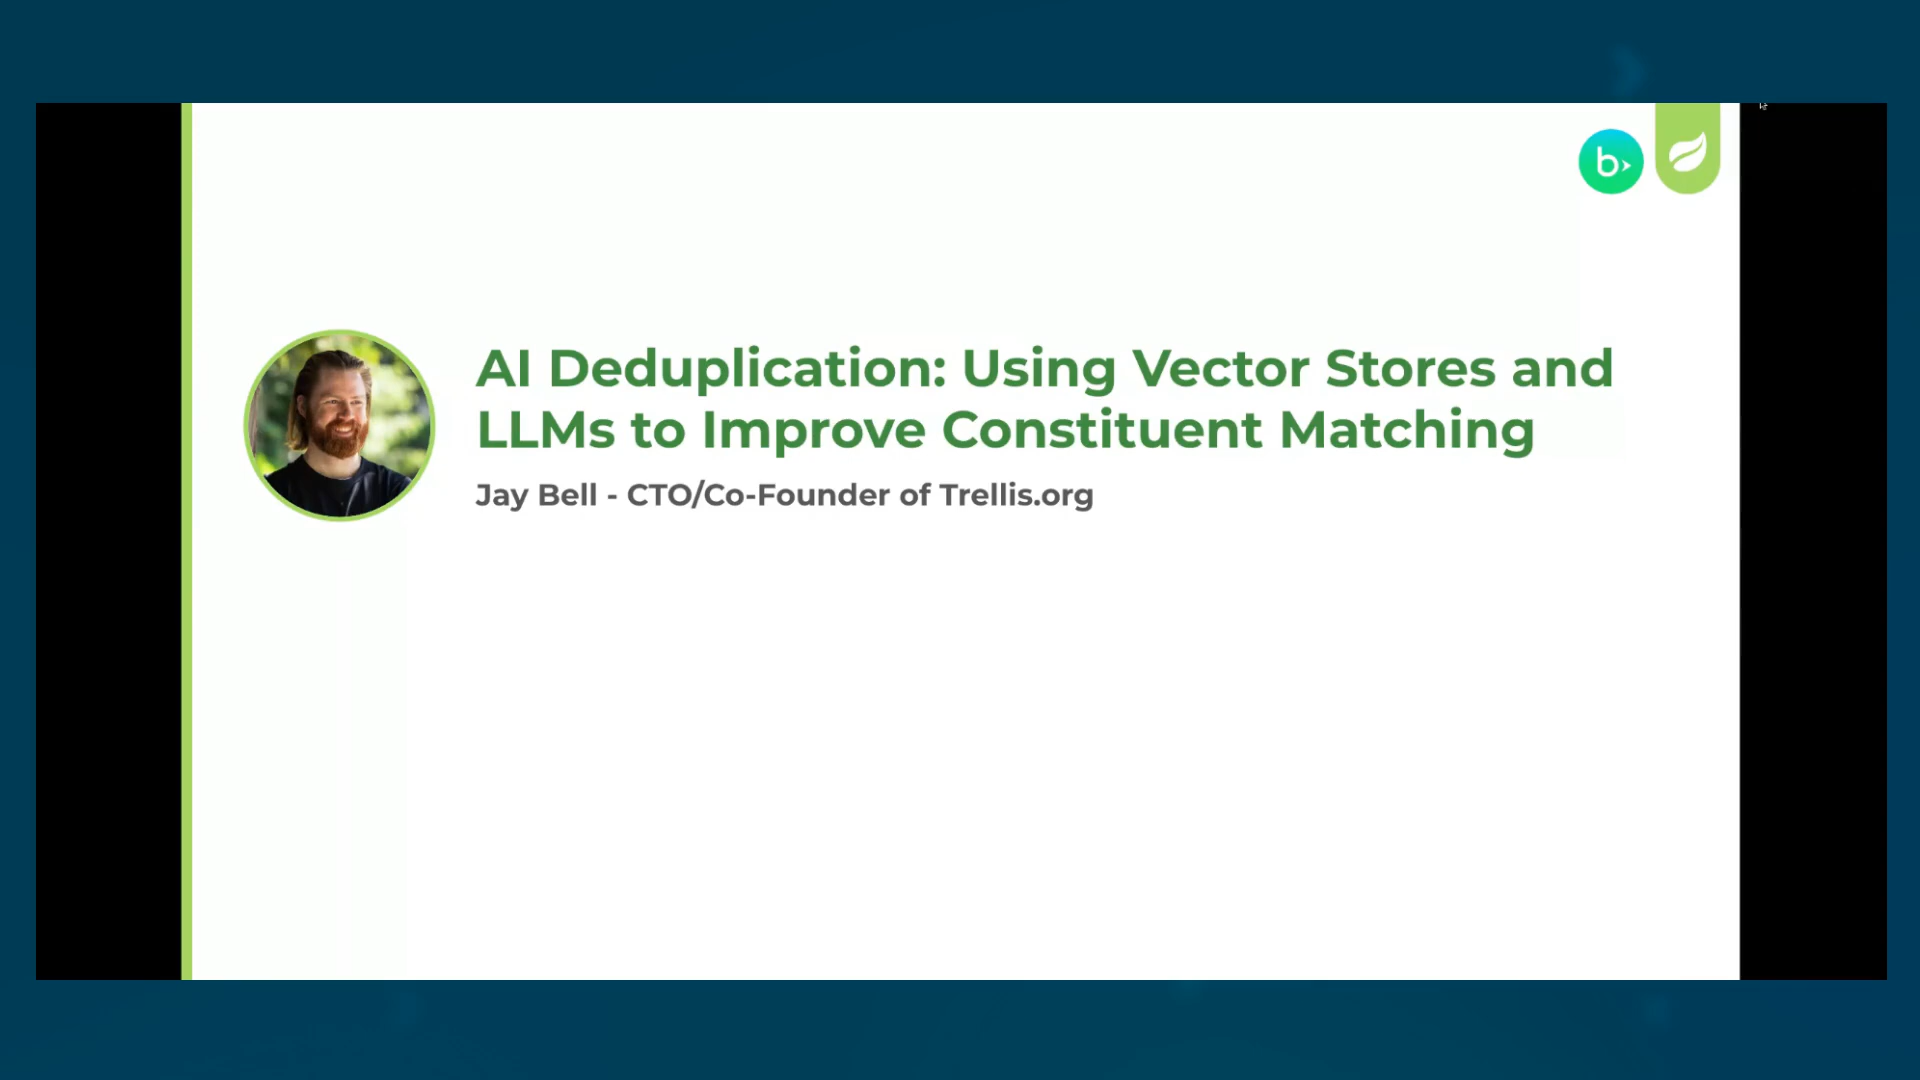 b
AI Deduplication: Using Vector Stores and
LLMs to Improve Constituent Matching
Jay Bell - CTO/Co-Founder of Trellis.org